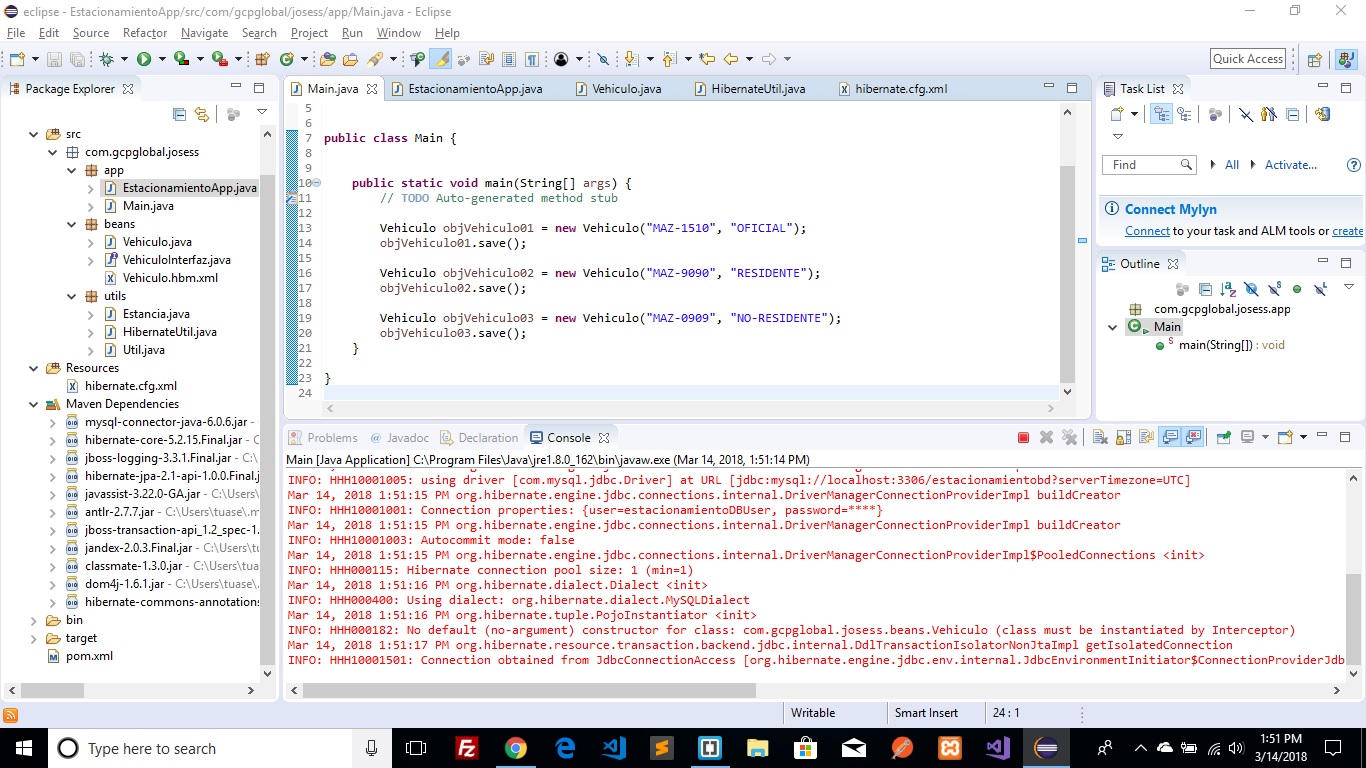 eclipse - EstacionamientoApp/src/com/gcpglobal/josess/app/Main.java - Eclipse
File Edit Source Refactor Navigate Search Project Run Window Help
Quick Access
Package Explorer
src
com.gcpglobal.josess
app
EstacionamientoApp.java
Main.java
beans
Vehiculo.java
VehiculoInterfaz.java
Vehiculo.hbm.xml
utils
Estancia.java
HibernateUtil.java
Util.java
Resources
hibernate.cfg.xml
Maven Dependencies
mysql-connector-java-6.0.6.jar -
hibernate-core-5.2.15.Final.jar - C
jboss-logging-3.3.1.Final.jar - C:\
hibernate-jpa-2.1-api-1.0.0.Final.j
javassist-3.22.0-GA.jar - C:\Users\
antlr-2.7.7.jar - C:\Users\tuase\.m
jboss-transaction-api_1.2_spec-1.
jandex-2.0.3.Final.jar - C:\Users\tu
classmate-1.3.0.jar - C:\Users\tua
dom4j-1.6.1.jar - C:\Users\tuase\.
hibernate-commons-annotations
bin
target
pom.xml
Main.java EstacionamientoApp.java Vehiculo.java HibernateUtil.java hibernate.cfg.xml
5
6
7 public class Main {
8
9
10 public static void main(String[] args) {
11 // TODO Auto-generated method stub
12
13 Vehiculo objVehiculo01 = new Vehiculo("MAZ-1510", "OFICIAL");
14 objVehiculo01.save();
15
16 Vehiculo objVehiculo02 = new Vehiculo("MAZ-9090", "RESIDENTE");
17 objVehiculo02.save();
18
19 Vehiculo objVehiculo03 = new Vehiculo("MAZ-0909", "NO-RESIDENTE");
20 objVehiculo03.save();
21 }
22
23 }
24
Task List
Find All Activate...
Connect Mylyn
Connect to your task and ALM tools or create
Outline
com.gcpglobal.josess.app
Main
main(String[]) : void
Problems @ Javadoc Declaration Console
Main [Java Application] C:\Program Files\Java\jre1.8.0_162\bin\javaw.exe (Mar 14, 2018, 1:51:14 PM)
INFO: HHH10001005: using driver [com.mysql.jdbc.Driver] at URL [jdbc:mysql://localhost:3306/estacionamientobd?serverTimezone=UTC]
Mar 14, 2018 1:51:15 PM org.hibernate.engine.jdbc.connections.internal.DriverManagerConnectionProviderImpl buildCreator
INFO: HHH10001001: Connection properties: {user=estacionamientoDBUser, password=****}
Mar 14, 2018 1:51:15 PM org.hibernate.engine.jdbc.connections.internal.DriverManagerConnectionProviderImpl buildCreator
INFO: HHH10001003: Autocommit mode: false
Mar 14, 2018 1:51:15 PM org.hibernate.engine.jdbc.connections.internal.DriverManagerConnectionProviderImpl$PooledConnections <init>
INFO: HHH000115: Hibernate connection pool size: 1 (min=1)
Mar 14, 2018 1:51:16 PM org.hibernate.dialect.Dialect <init>
INFO: HHH000400: Using dialect: org.hibernate.dialect.MySQLDialect
Mar 14, 2018 1:51:16 PM org.hibernate.tuple.PojoInstantiator <init>
INFO: HHH000182: No default (no-argument) constructor for class: com.gcpglobal.josess.beans.Vehiculo (class must be instantiated by Interceptor)
Mar 14, 2018 1:51:17 PM org.hibernate.resource.transaction.backend.jdbc.internal.DdlTransactionIsolatorNonJtaImpl getIsolatedConnection
INFO: HHH10001501: Connection obtained from JdbcConnectionAccess [org.hibernate.engine.jdbc.env.internal.JdbcEnvironmentInitiator$ConnectionProviderJdb
Writable Smart Insert 24 : 1
Type here to search
1:51 PM
3/14/2018